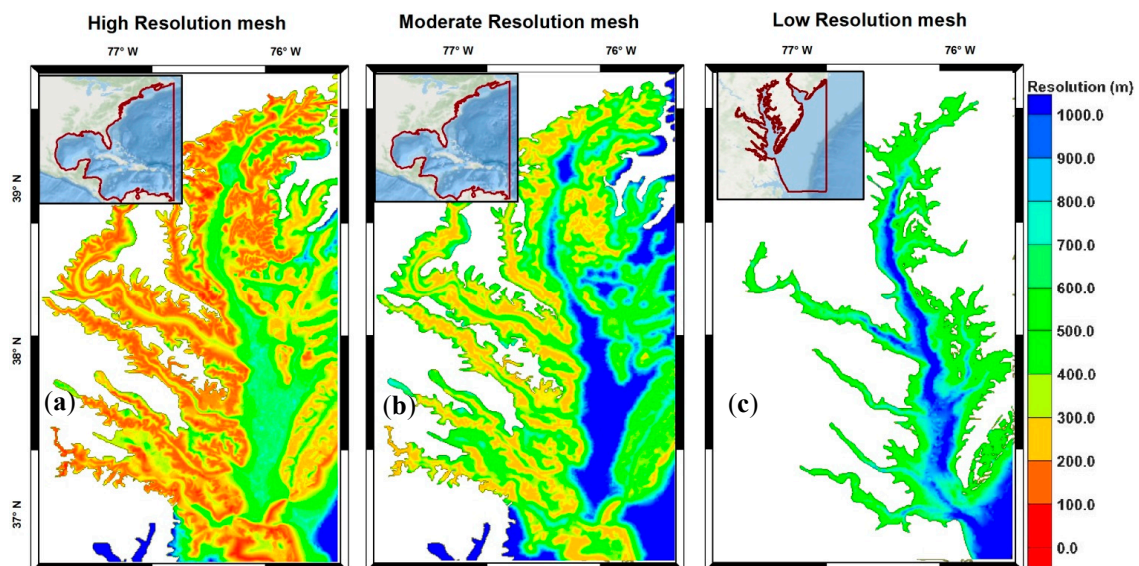 High Resolution mesh
Moderate Resolution mesh
Low Resolution mesh
77° W
76° W
77° W
76° W
77° W
76° W
39° N
38° N
37° N
(a)
(b)
(c)
Resolution (m)
1000.0
900.0
800.0
700.0
600.0
500.0
400.0
300.0
200.0
100.0
0.0